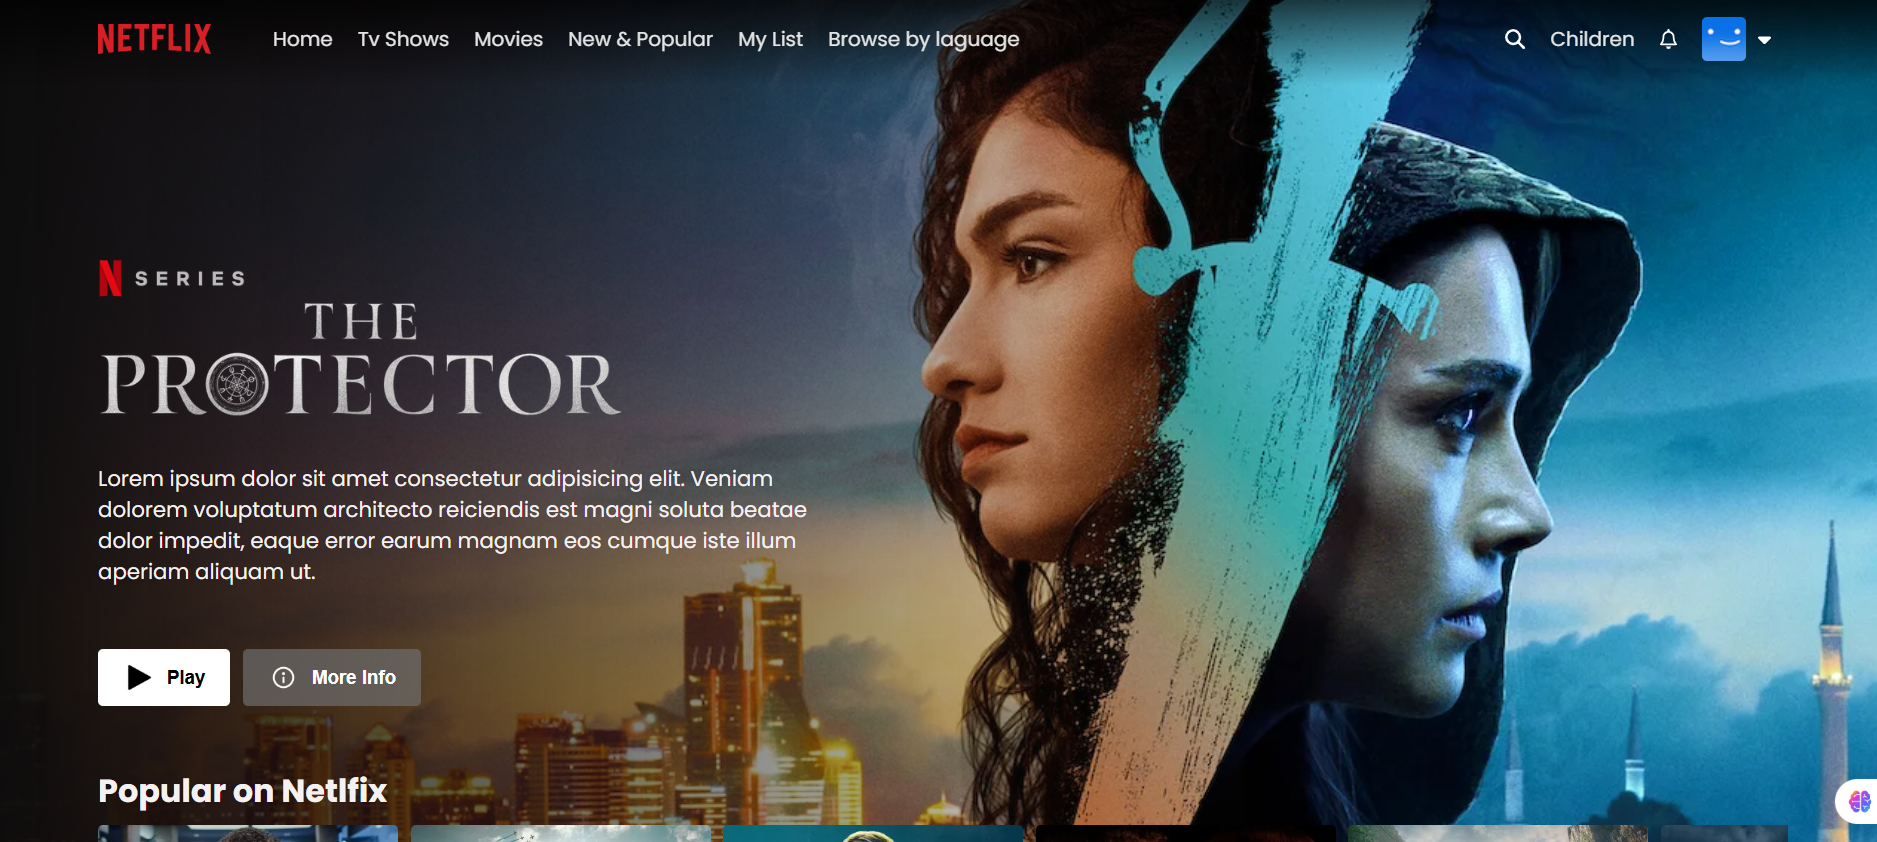 NETFLIX Home Tv Shows Movies New & Popular My List Browse by laguage Children
N SERIES
THE
PROTECTOR
Lorem ipsum dolor sit amet consectetur adipisicing elit. Veniam
dolorem voluptatum architecto reiciendis est magni soluta beatae
dolor impedit, eaque error earum magnam eos cumque iste illum
aperiam aliquam ut.
Play More Info
Popular on Netlfix